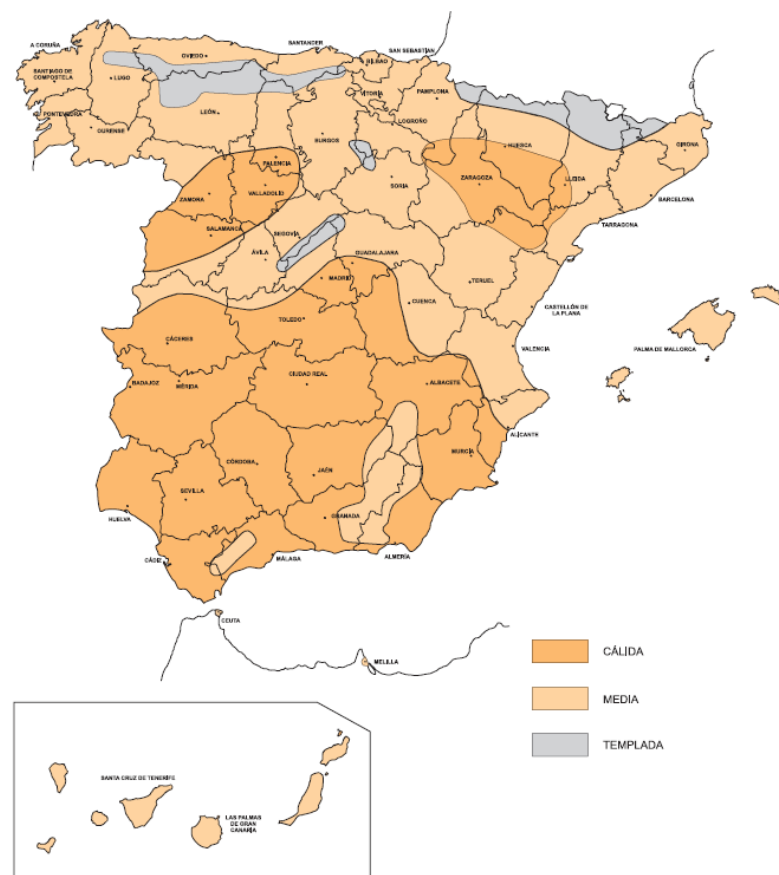 A CORUÑA
OVIEDO
SANTANDER
SAN SEBASTIÁN
BILBAO
SANTIAGO DE
COMPOSTELA
LUGO
VITORIA
PAMPLONA
LEÓN
PONTEVEDRA
OURENSE
LOGROÑO
BURGOS
HUESCA
GIRONA
PALENCIA
ZAMORA
VALLADOLID
SORIA
ZARAGOZA
LLEIDA
BARCELONA
SALAMANCA
SEGOVIA
TARRAGONA
ÁVILA
GUADALAJARA
MADRID
TERUEL
CUENCA
CASTELLÓN DE
LA PLANA
TOLEDO
CÁCERES
VALENCIA
PALMA DE MALLORCA
BADAJOZ
MÉRIDA
CIUDAD REAL
ALBACETE
ALICANTE
MURCIA
CÓRDOBA
JAÉN
SEVILLA
GRANADA
HUELVA
CÁDIZ
MÁLAGA
ALMERÍA
CEUTA
MELILLA
CÁLIDA
MEDIA
TEMPLADA
SANTA CRUZ DE TENERIFE
LAS PALMAS
DE GRAN
CANARIA